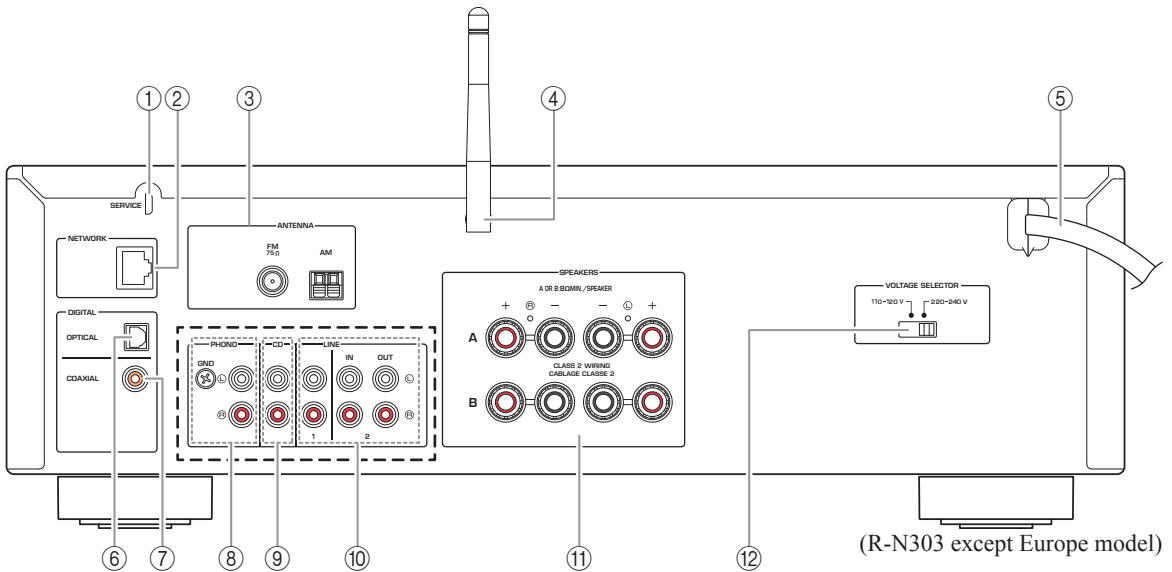 ① ② ③ ④ ⑤
SERVICE
NETWORK
ANTENNA
FM
75Ω
AM
DIGITAL
OPTICAL
COAXIAL
PHONO CD LINE
GND
IN OUT
L L
R R
1 2
SPEAKERS
A OR B:8ΩMIN./SPEAKER
+ R − − L +
A
CLASS 2 WIRING
CABLAGE CLASSE 2
B
VOLTAGE SELECTOR
110-120 V 220-240 V
⑫
⑥ ⑦ ⑧ ⑨ ⑩ ⑪
(R-N303 except Europe model)